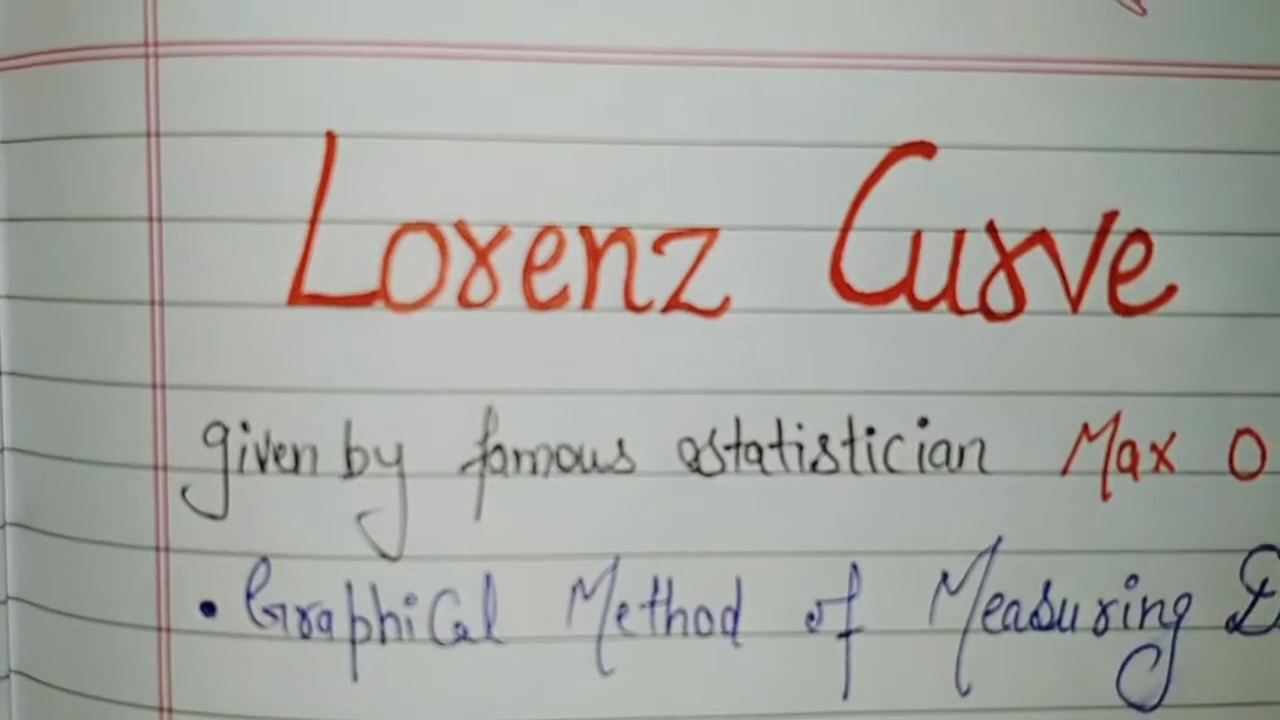 Lorenz Curve
given by famous statistician Max O
• Graphical Method of Measuring